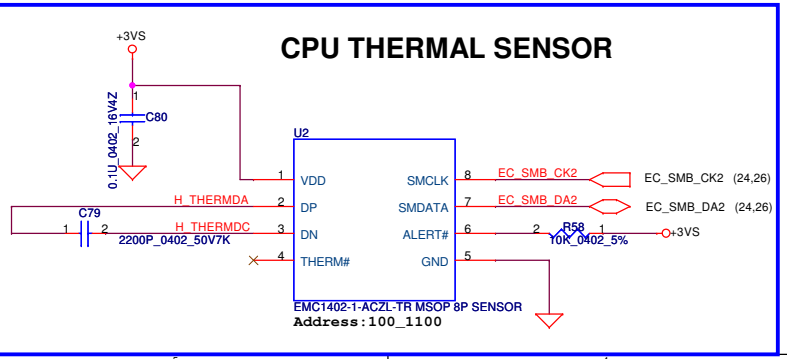 +3VS
CPU THERMAL SENSOR
1
C80
2
0.1U_0402_16V4Z
U2
1 VDD SMCLK 8 EC_SMB_CK2 EC_SMB_CK2 (24,26)
H_THERMDA 2 DP SMDATA 7 EC_SMB_DA2 EC_SMB_DA2 (24,26)
C79
1 2 H_THERMDC 3 DN ALERT# 6 2 R58 1 +3VS
2200P_0402_50V7K 10K_0402_5%
4 THERM# GND 5
EMC1402-1-ACZL-TR MSOP 8P SENSOR
Address:100_1100